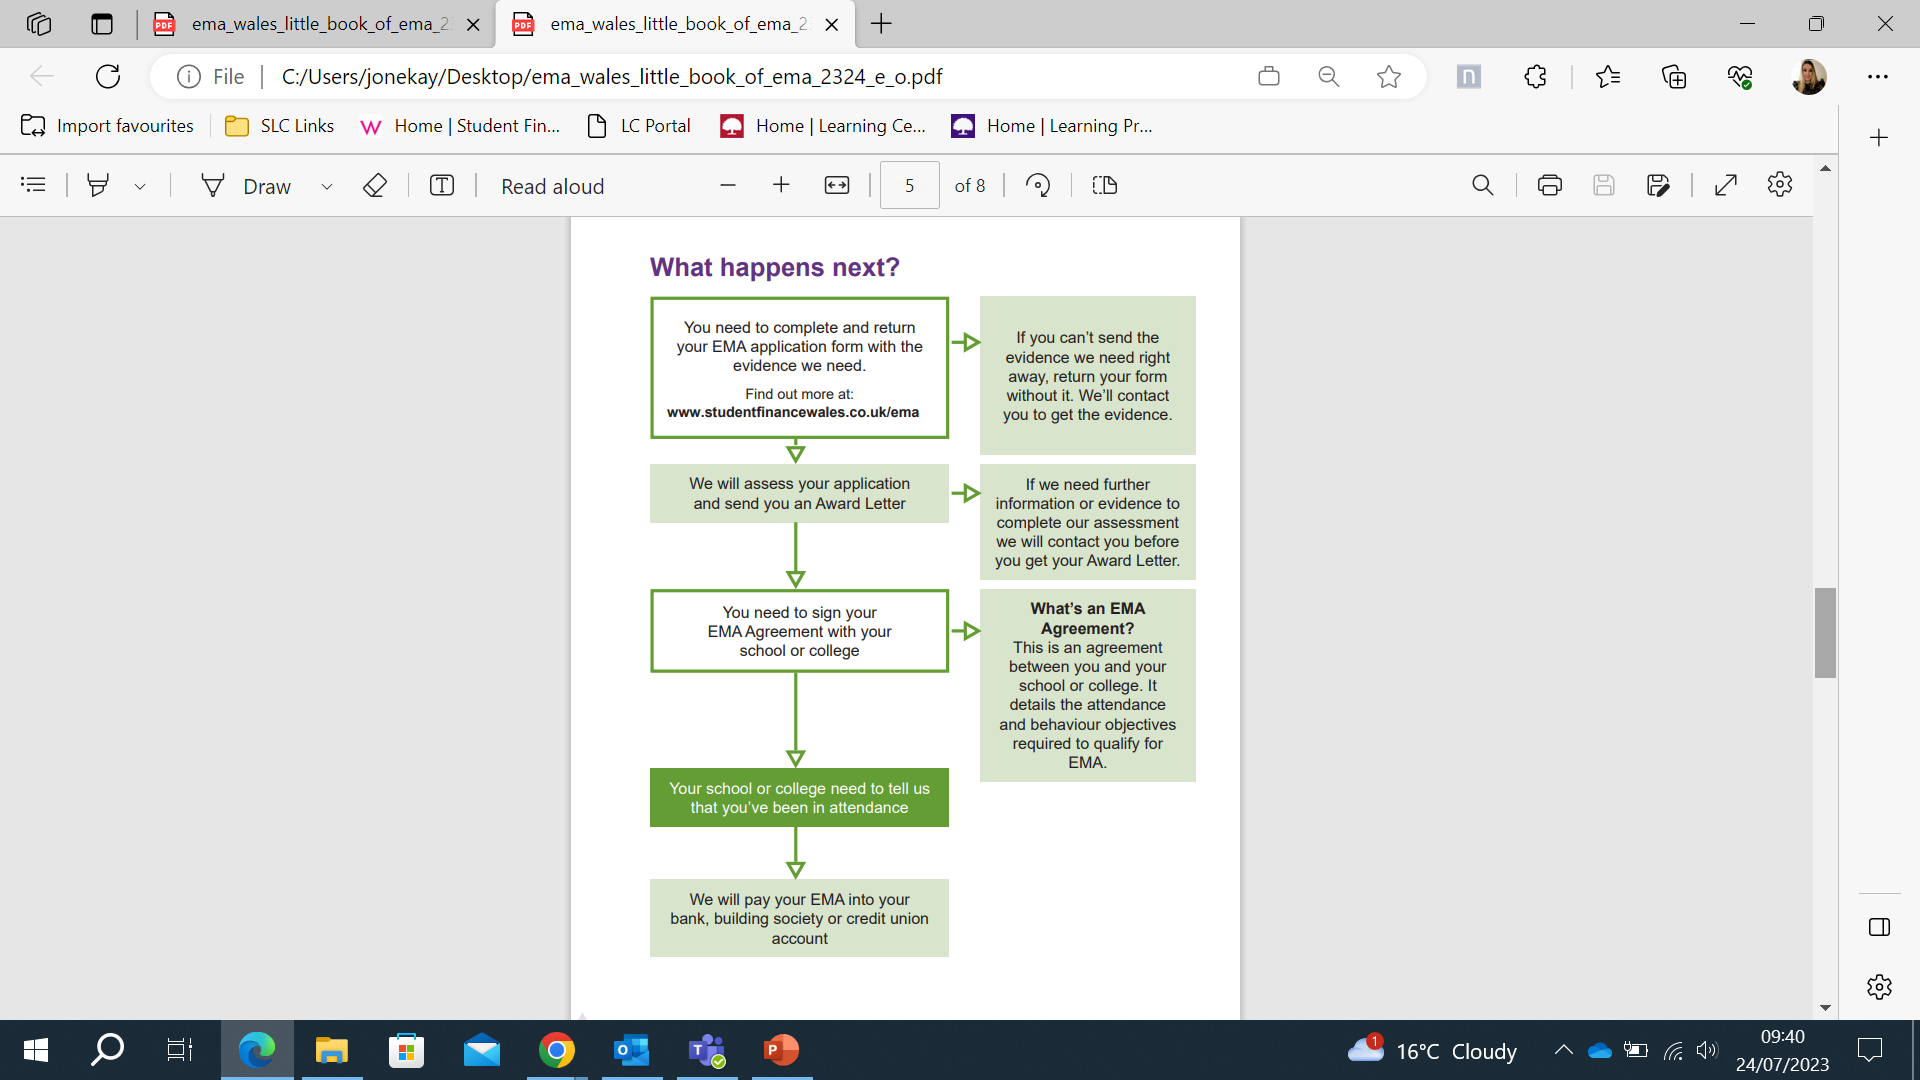 ema_wales_little_book_of_ema_2
ema_wales_little_book_of_ema_2
File
C:/Users/jonekay/Desktop/ema_wales_little_book_of_ema_2324_e_o.pdf
Import favourites
SLC Links
Home | Student Fin...
LC Portal
Home | Learning Ce...
Home | Learning Pr...
Draw
Read aloud
5
of 8
What happens next?
You need to complete and return
your EMA application form with the
evidence we need.
Find out more at:
www.studentfinancewales.co.uk/ema
If you can't send the
evidence we need right
away, return your form
without it. We'll contact
you to get the evidence.
We will assess your application
and send you an Award Letter
If we need further
information or evidence to
complete our assessment
we will contact you before
you get your Award Letter.
You need to sign your
EMA Agreement with your
school or college
What's an EMA
Agreement?
This is an agreement
between you and your
school or college. It
details the attendance
and behaviour objectives
required to qualify for
EMA.
Your school or college need to tell us
that you've been in attendance
We will pay your EMA into your
bank, building society or credit union
account
1
16°C Cloudy
09:40
24/07/2023